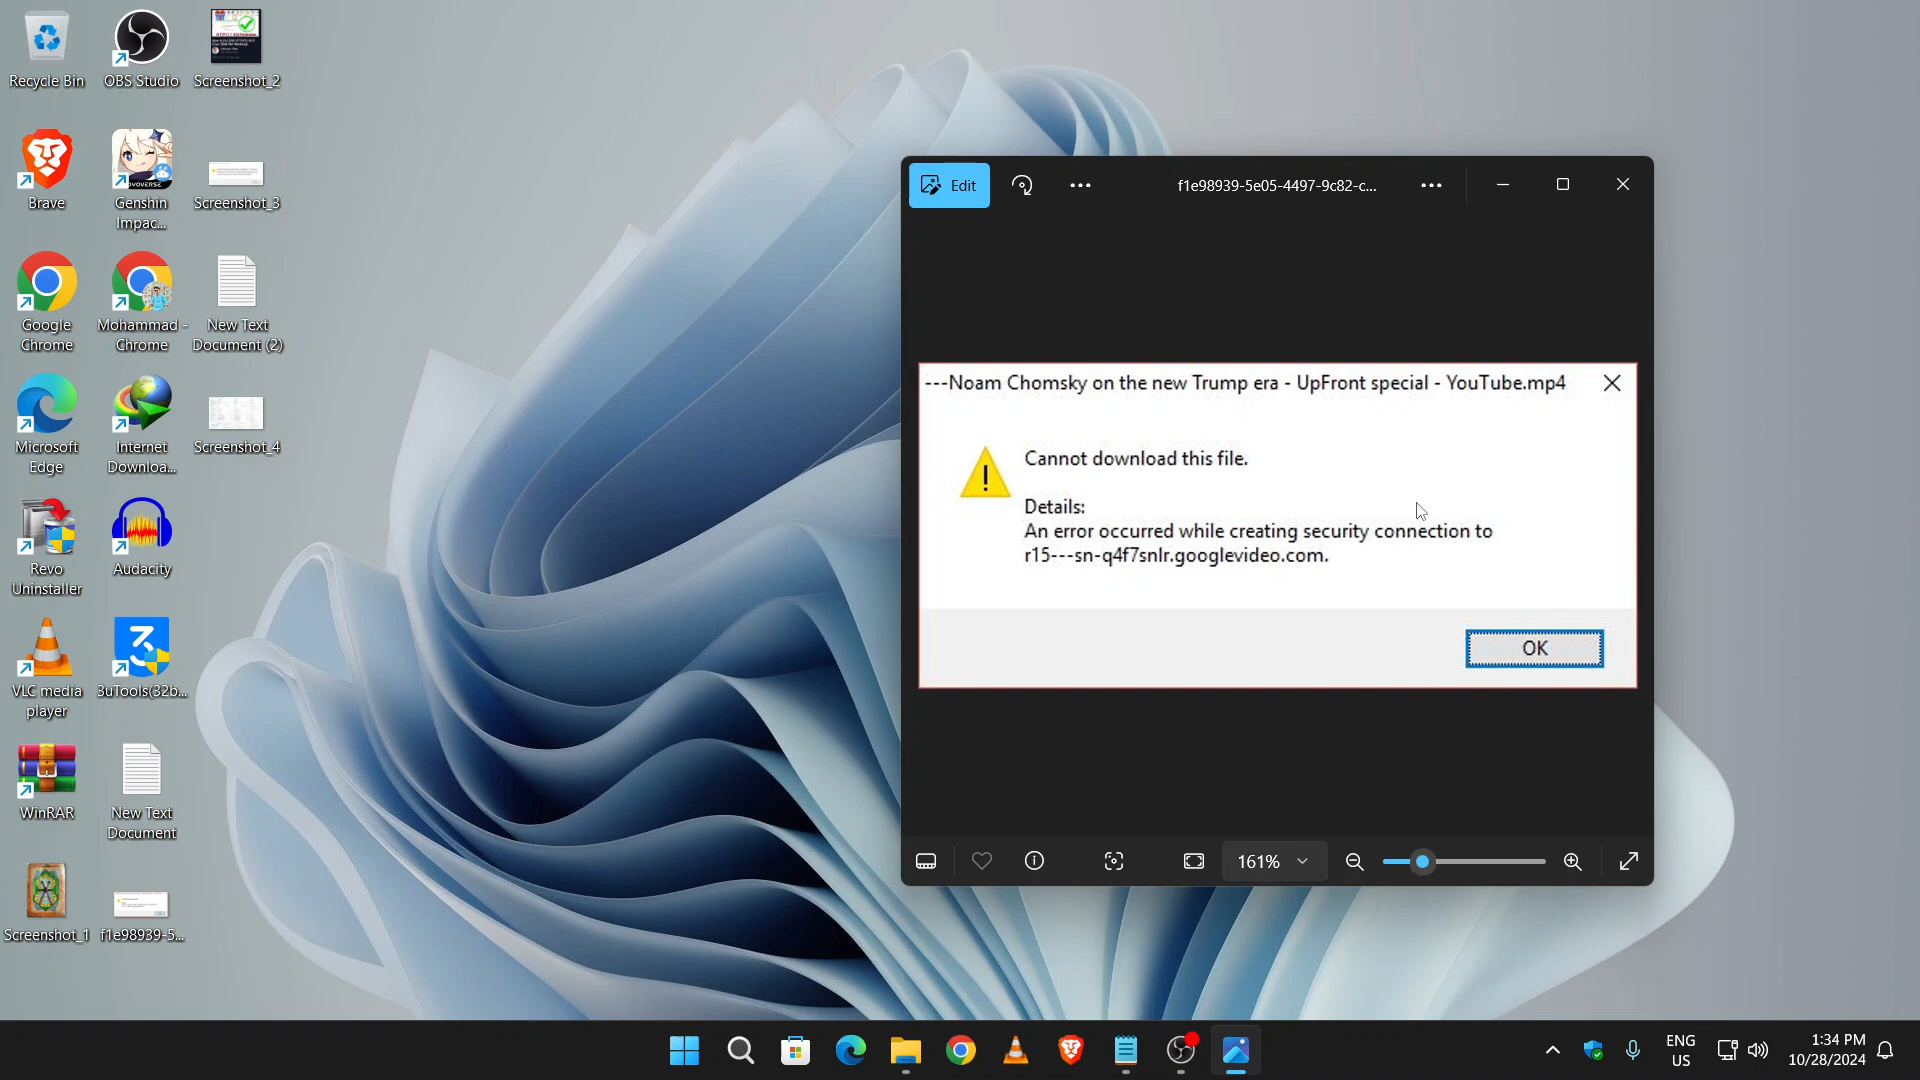 Recycle Bin
OBS Studio
Screenshot_2
Brave
Genshin
Impac...
Screenshot_3
Google
Chrome
Mohammad -
Chrome
New Text
Document (2)
Microsoft
Edge
Internet
Downloa...
Screenshot_4
Revo
Uninstaller
Audacity
VLC media
player
3uTools(32b...
WinRAR
New Text
Document
Screenshot_1
f1e98939-5...
Edit
f1e98939-5e05-4497-9c82-c...
---Noam Chomsky on the new Trump era - UpFront special - YouTube.mp4
Cannot download this file.
Details:
An error occurred while creating security connection to
r15---sn-q4f7snlr.googlevideo.com.
OK
161%
ENG
US
1:34 PM
10/28/2024